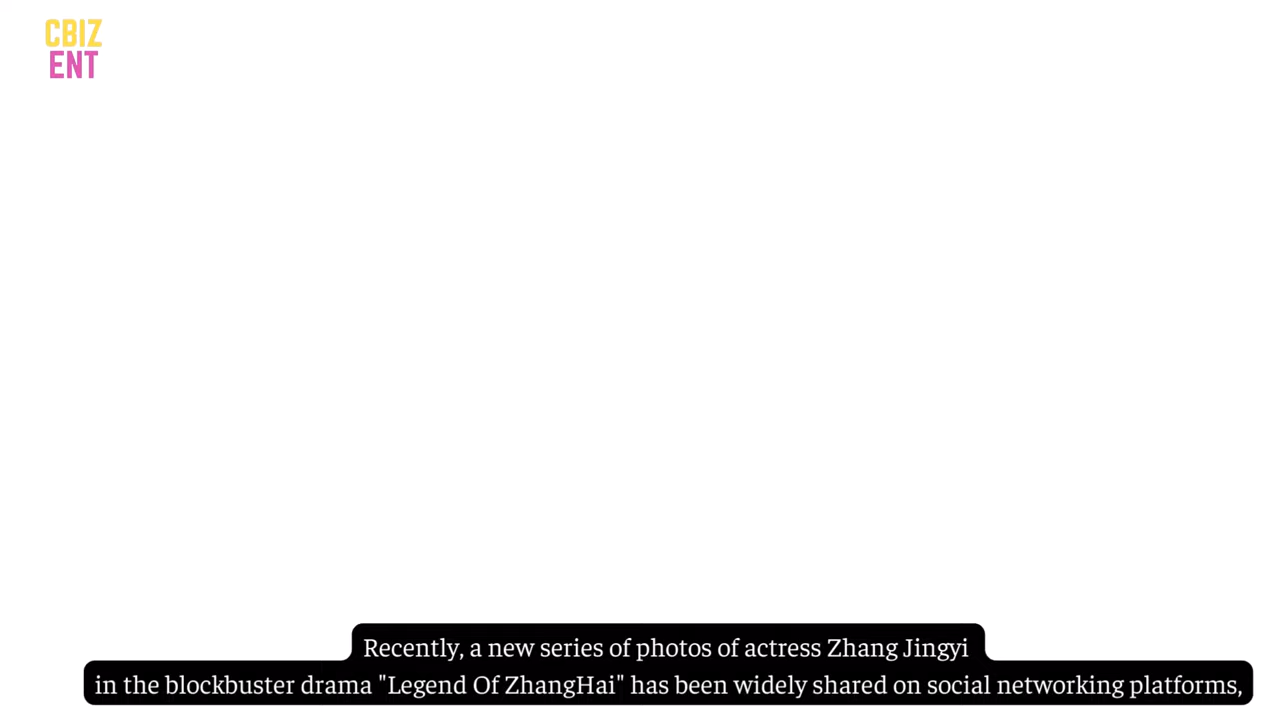 CBIZ
ENT
Recently, a new series of photos of actress Zhang Jingyi
in the blockbuster drama "Legend Of ZhangHai" has been widely shared on social networking platforms,